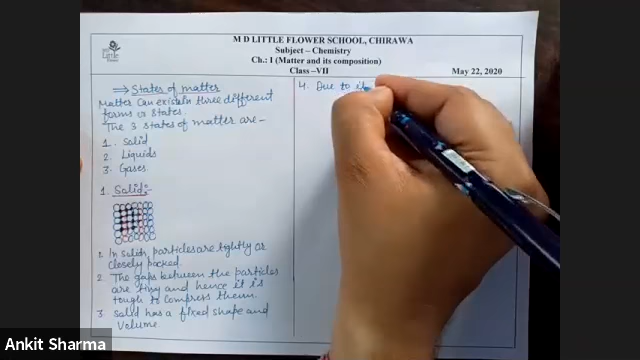 M D LITTLE FLOWER SCHOOL, CHIRAWA
Subject – Chemistry
Ch.: I (Matter and its composition)
Class –VII
May 22, 2020
⇒ States of matter
Matter can exist in three different
forms or states.
The 3 states of matter are –
1. Solid
2. Liquids
3. Gases
1. Solid:
1. In solids, particles are tightly or
closely packed.
2. The gaps between the particles
are tiny and hence it is
tough to compress them.
3. Solid has a fixed shape and
volume
4. Due to it
Ankit Sharma